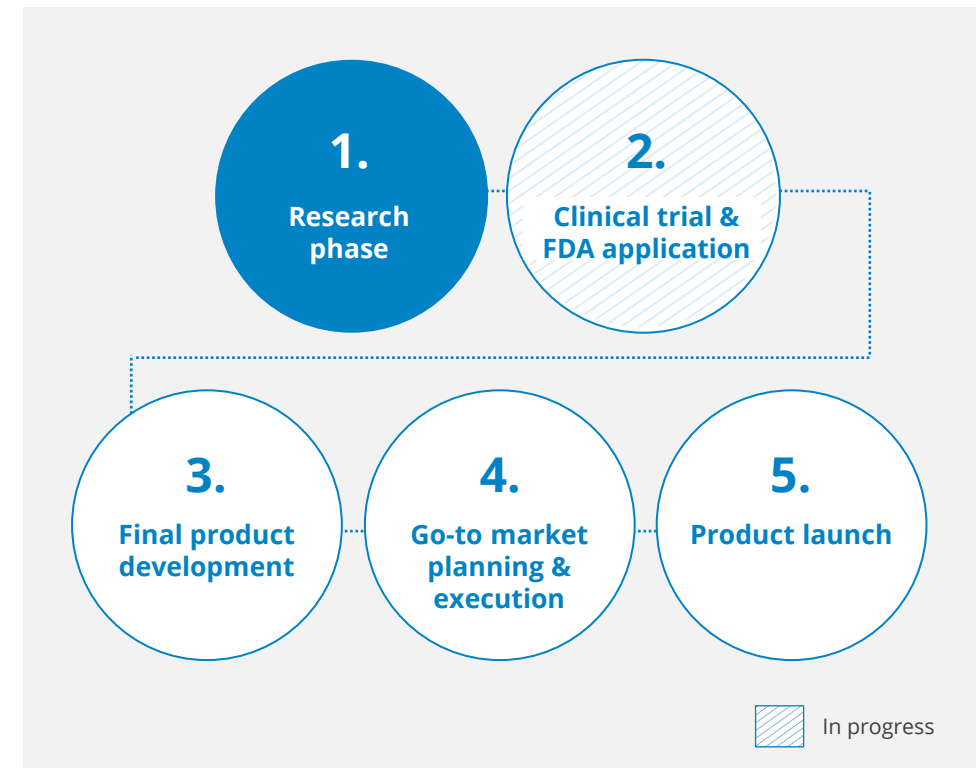 1.
Research
phase
2.
Clinical trial &
FDA application
3.
Final product
development
4.
Go-to market
planning &
execution
5.
Product launch
In progress